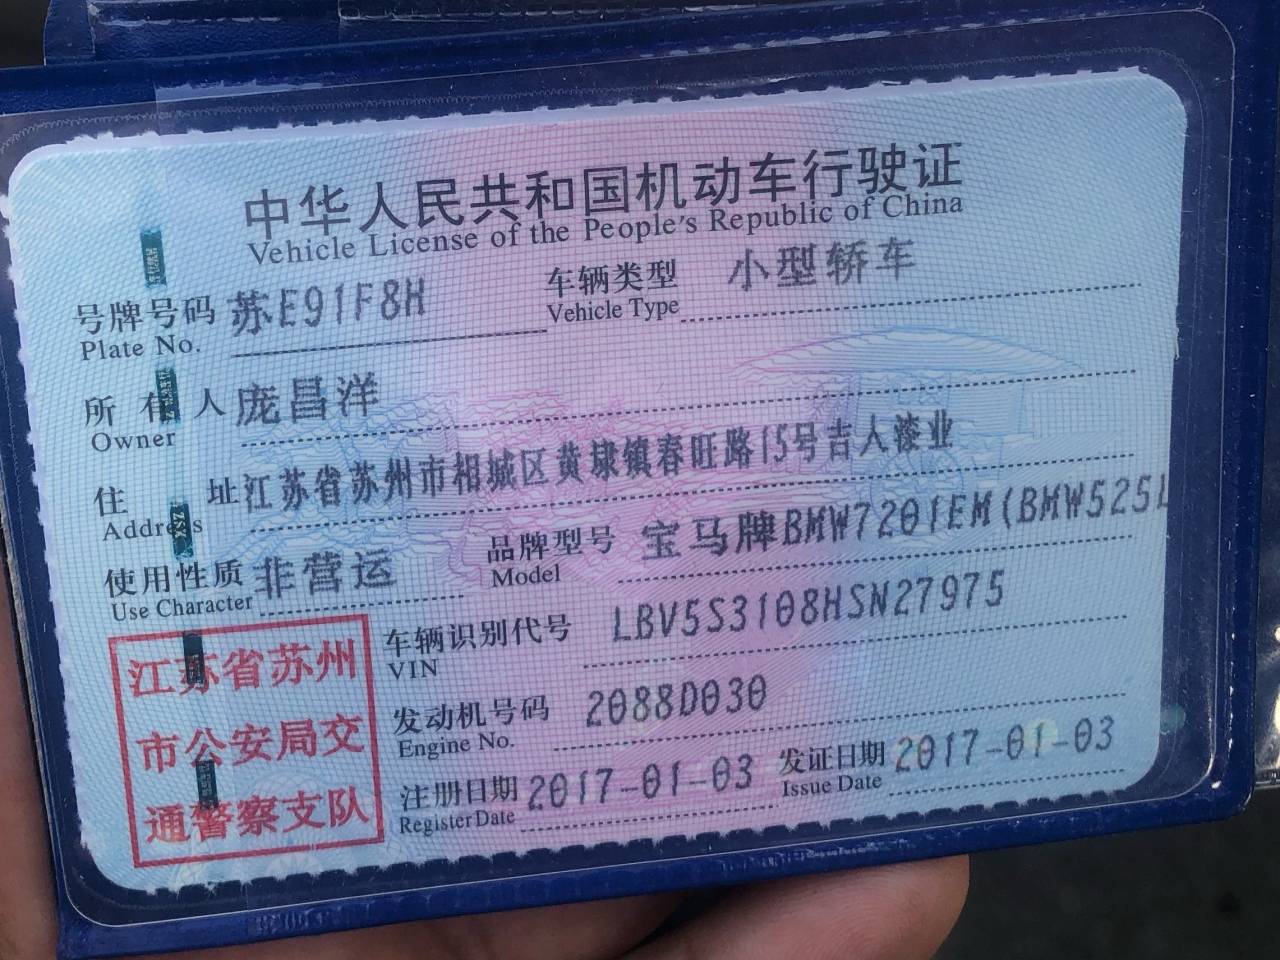 中华人民共和国机动车行驶证
Vehicle License of the People's Republic of China
号牌号码 苏E91F8H 车辆类型 小型轿车
Plate No. Vehicle Type
所有人 庞昌洋
Owner
住址 江苏省苏州市相城区黄埭镇春旺路15号吉人漆业
Address
使用性质 非营运 品牌型号 宝马牌BMW7201EM(BMW525L
Use Character Model
车辆识别代号 LBV5S3108HSN27975
VIN
发动机号码 2088D030
Engine No.
注册日期 2017-01-03 发证日期 2017-01-03
Register Date Issue Date
江苏省苏州
市公安局交
通警察支队